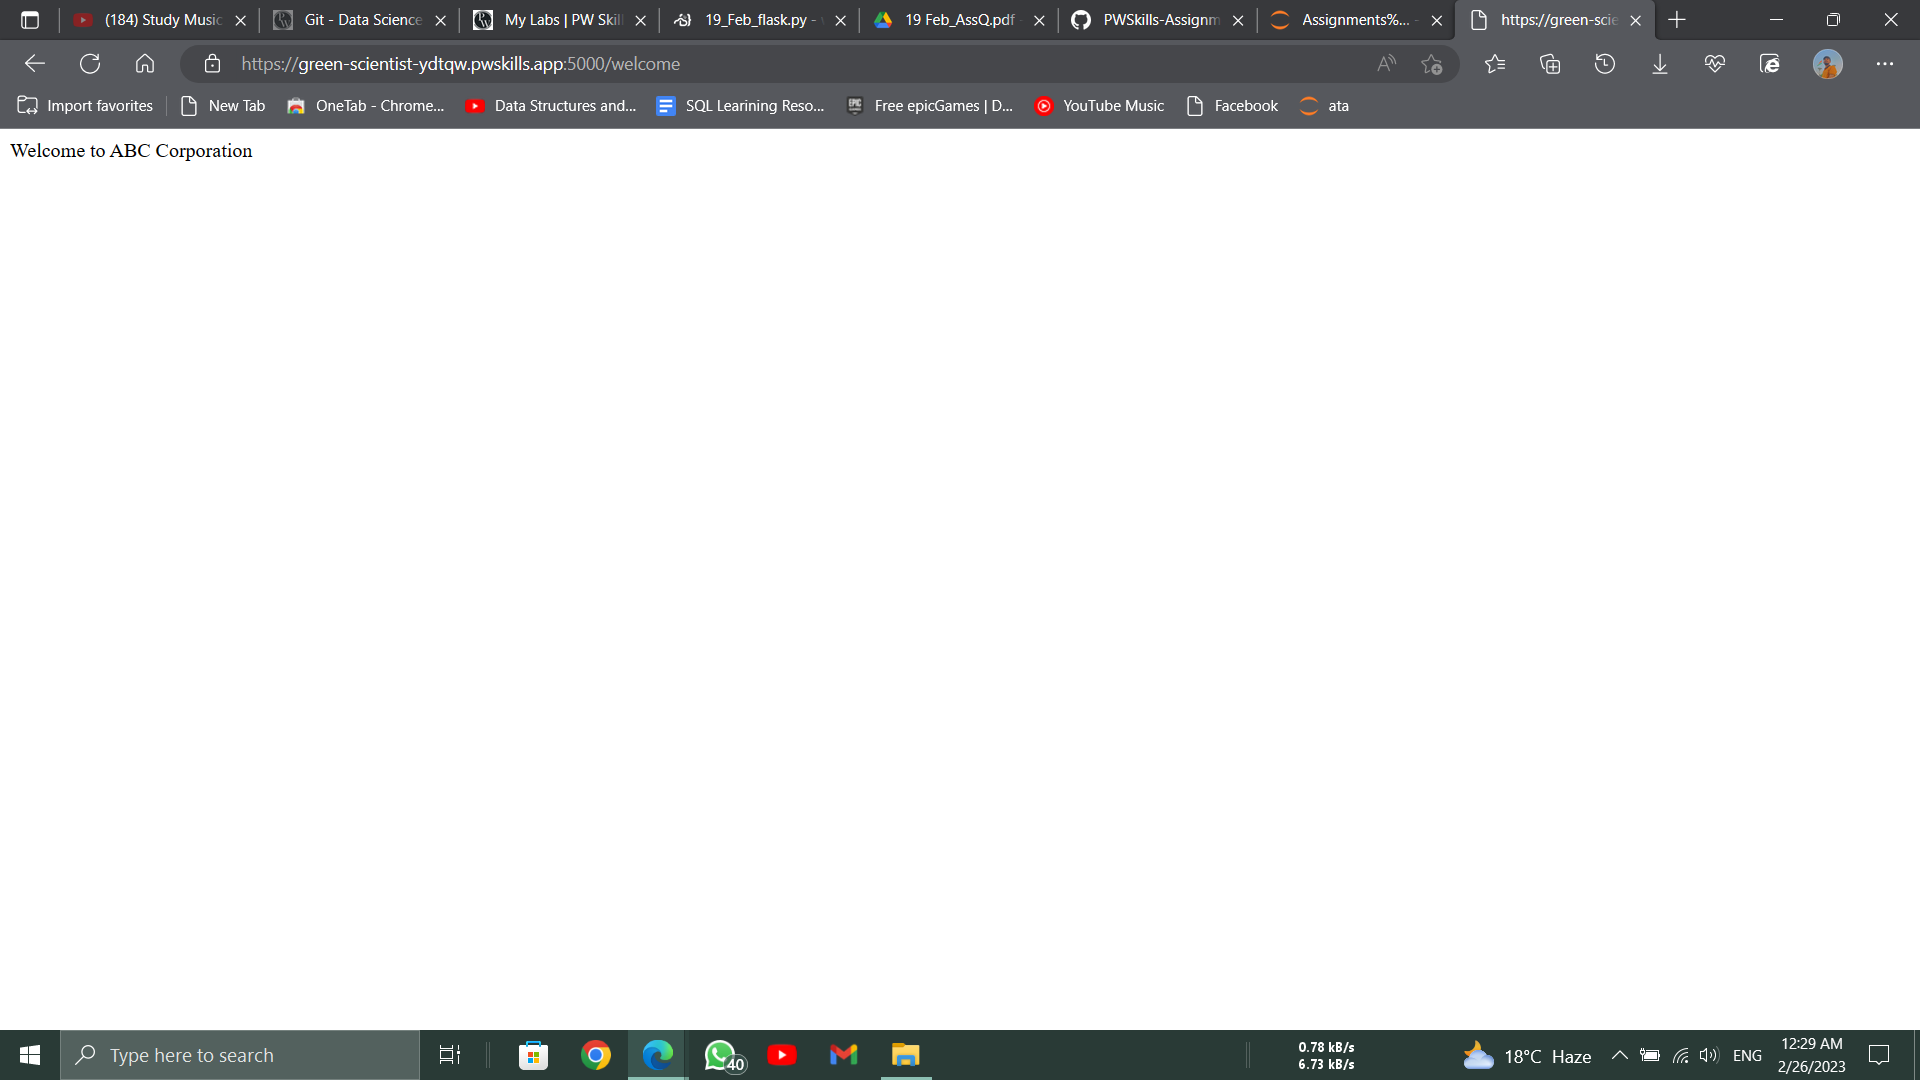 (184) Study Music
Git - Data Science
My Labs | PW Skill
19_Feb_flask.py -
19 Feb_AssQ.pdf
PWSkills-Assignm
Assignments%...
https://green-scie
https://green-scientist-ydtqw.pwskills.app:5000/welcome
Import favorites
New Tab
OneTab - Chrome...
Data Structures and...
SQL Learining Reso...
Free epicGames | D...
YouTube Music
Facebook
ata
Welcome to ABC Corporation
Type here to search
40
0.78 kB/s
6.73 kB/s
18°C Haze
ENG
12:29 AM
2/26/2023